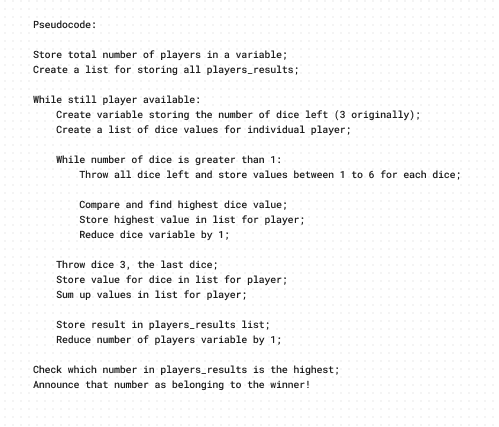 Pseudocode:
Store total number of players in a variable;
Create a list for storing all players_results;
While still player available:
Create variable storing the number of dice left (3 originally);
Create a list of dice values for individual player;
While number of dice is greater than 1:
Throw all dice left and store values between 1 to 6 for each dice;
Compare and find highest dice value;
Store highest value in list for player;
Reduce dice variable by 1;
Throw dice 3, the last dice;
Store value for dice in list for player;
Sum up values in list for player;
Store result in players_results list;
Reduce number of players variable by 1;
Check which number in players_results is the highest;
Announce that number as belonging to the winner!